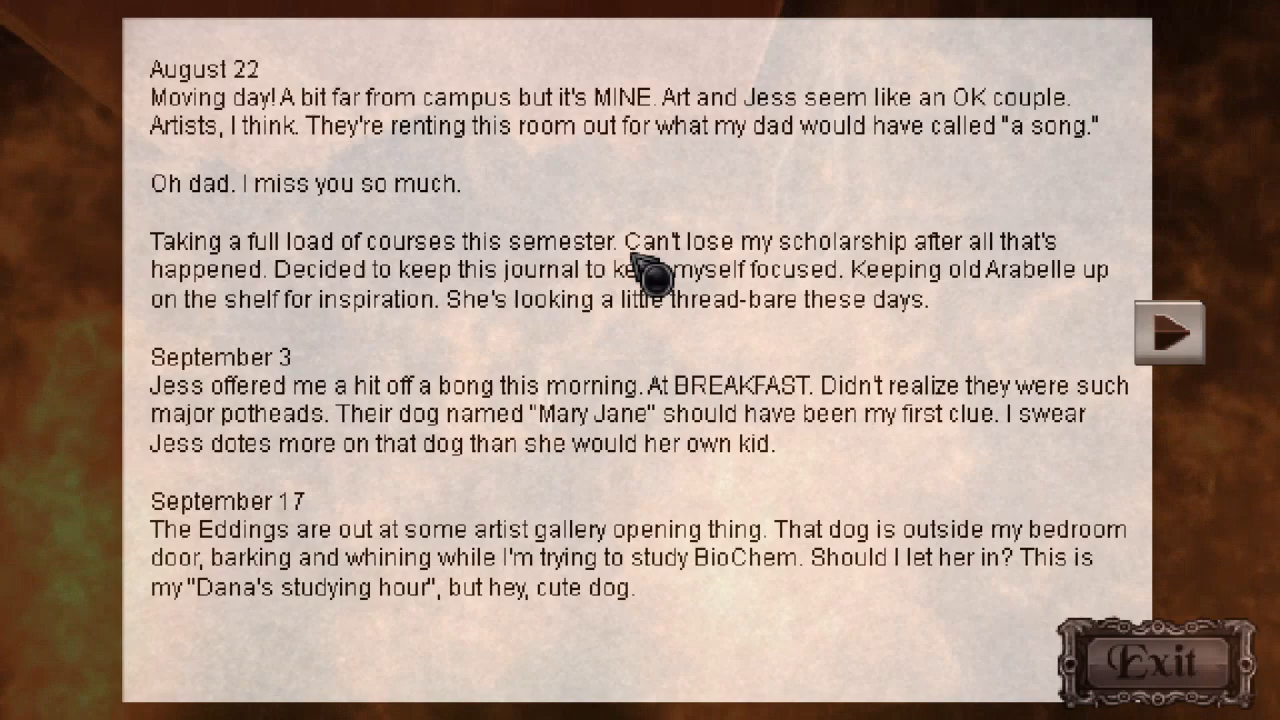 August 22
Moving day! A bit far from campus but it's MINE. Art and Jess seem like an OK couple.
Artists, I think. They're renting this room out for what my dad would have called "a song."
Oh dad. I miss you so much.
Taking a full load of courses this semester. Can't lose my scholarship after all that's
happened. Decided to keep this journal to myself focused. Keeping old Arabelle up
on the shelf for inspiration. She's looking a little thread-bare these days.
September 3
Jess offered me a hit off a bong this morning. At BREAKFAST. Didn't realize they were such
major potheads. Their dog named "Mary Jane" should have been my first clue. I swear
Jess dotes more on that dog than she would her own kid.
September 17
The Eddings are out at some artist gallery opening thing. That dog is outside my bedroom
door, barking and whining while I'm trying to study BioChem. Should I let her in? This is
my "Dana's studying hour", but hey, cute dog.
Exit